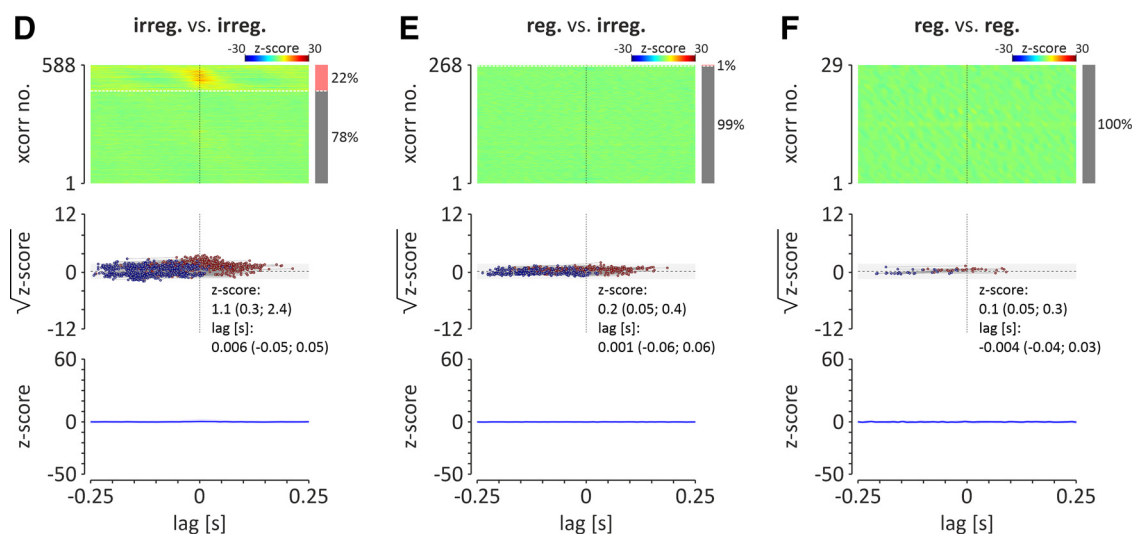 D
irreg. vs. irreg.
-30 z-score 30
588
xcorr no.
1
22%
78%
12
√z-score
0
-12
z-score:
1.1 (0.3; 2.4)
lag [s]:
0.006 (-0.05; 0.05)
60
z-score
0
-50
-0.25 0 0.25
lag [s]
E
reg. vs. irreg.
-30 z-score 30
268
xcorr no.
1
1%
99%
12
√z-score
0
-12
z-score:
0.2 (0.05; 0.4)
lag [s]:
0.001 (-0.06; 0.06)
60
z-score
0
-50
-0.25 0 0.25
lag [s]
F
reg. vs. reg.
-30 z-score 30
29
xcorr no.
1
100%
12
√z-score
0
-12
z-score:
0.1 (0.05; 0.3)
lag [s]:
-0.004 (-0.04; 0.03)
60
z-score
0
-50
-0.25 0 0.25
lag [s]